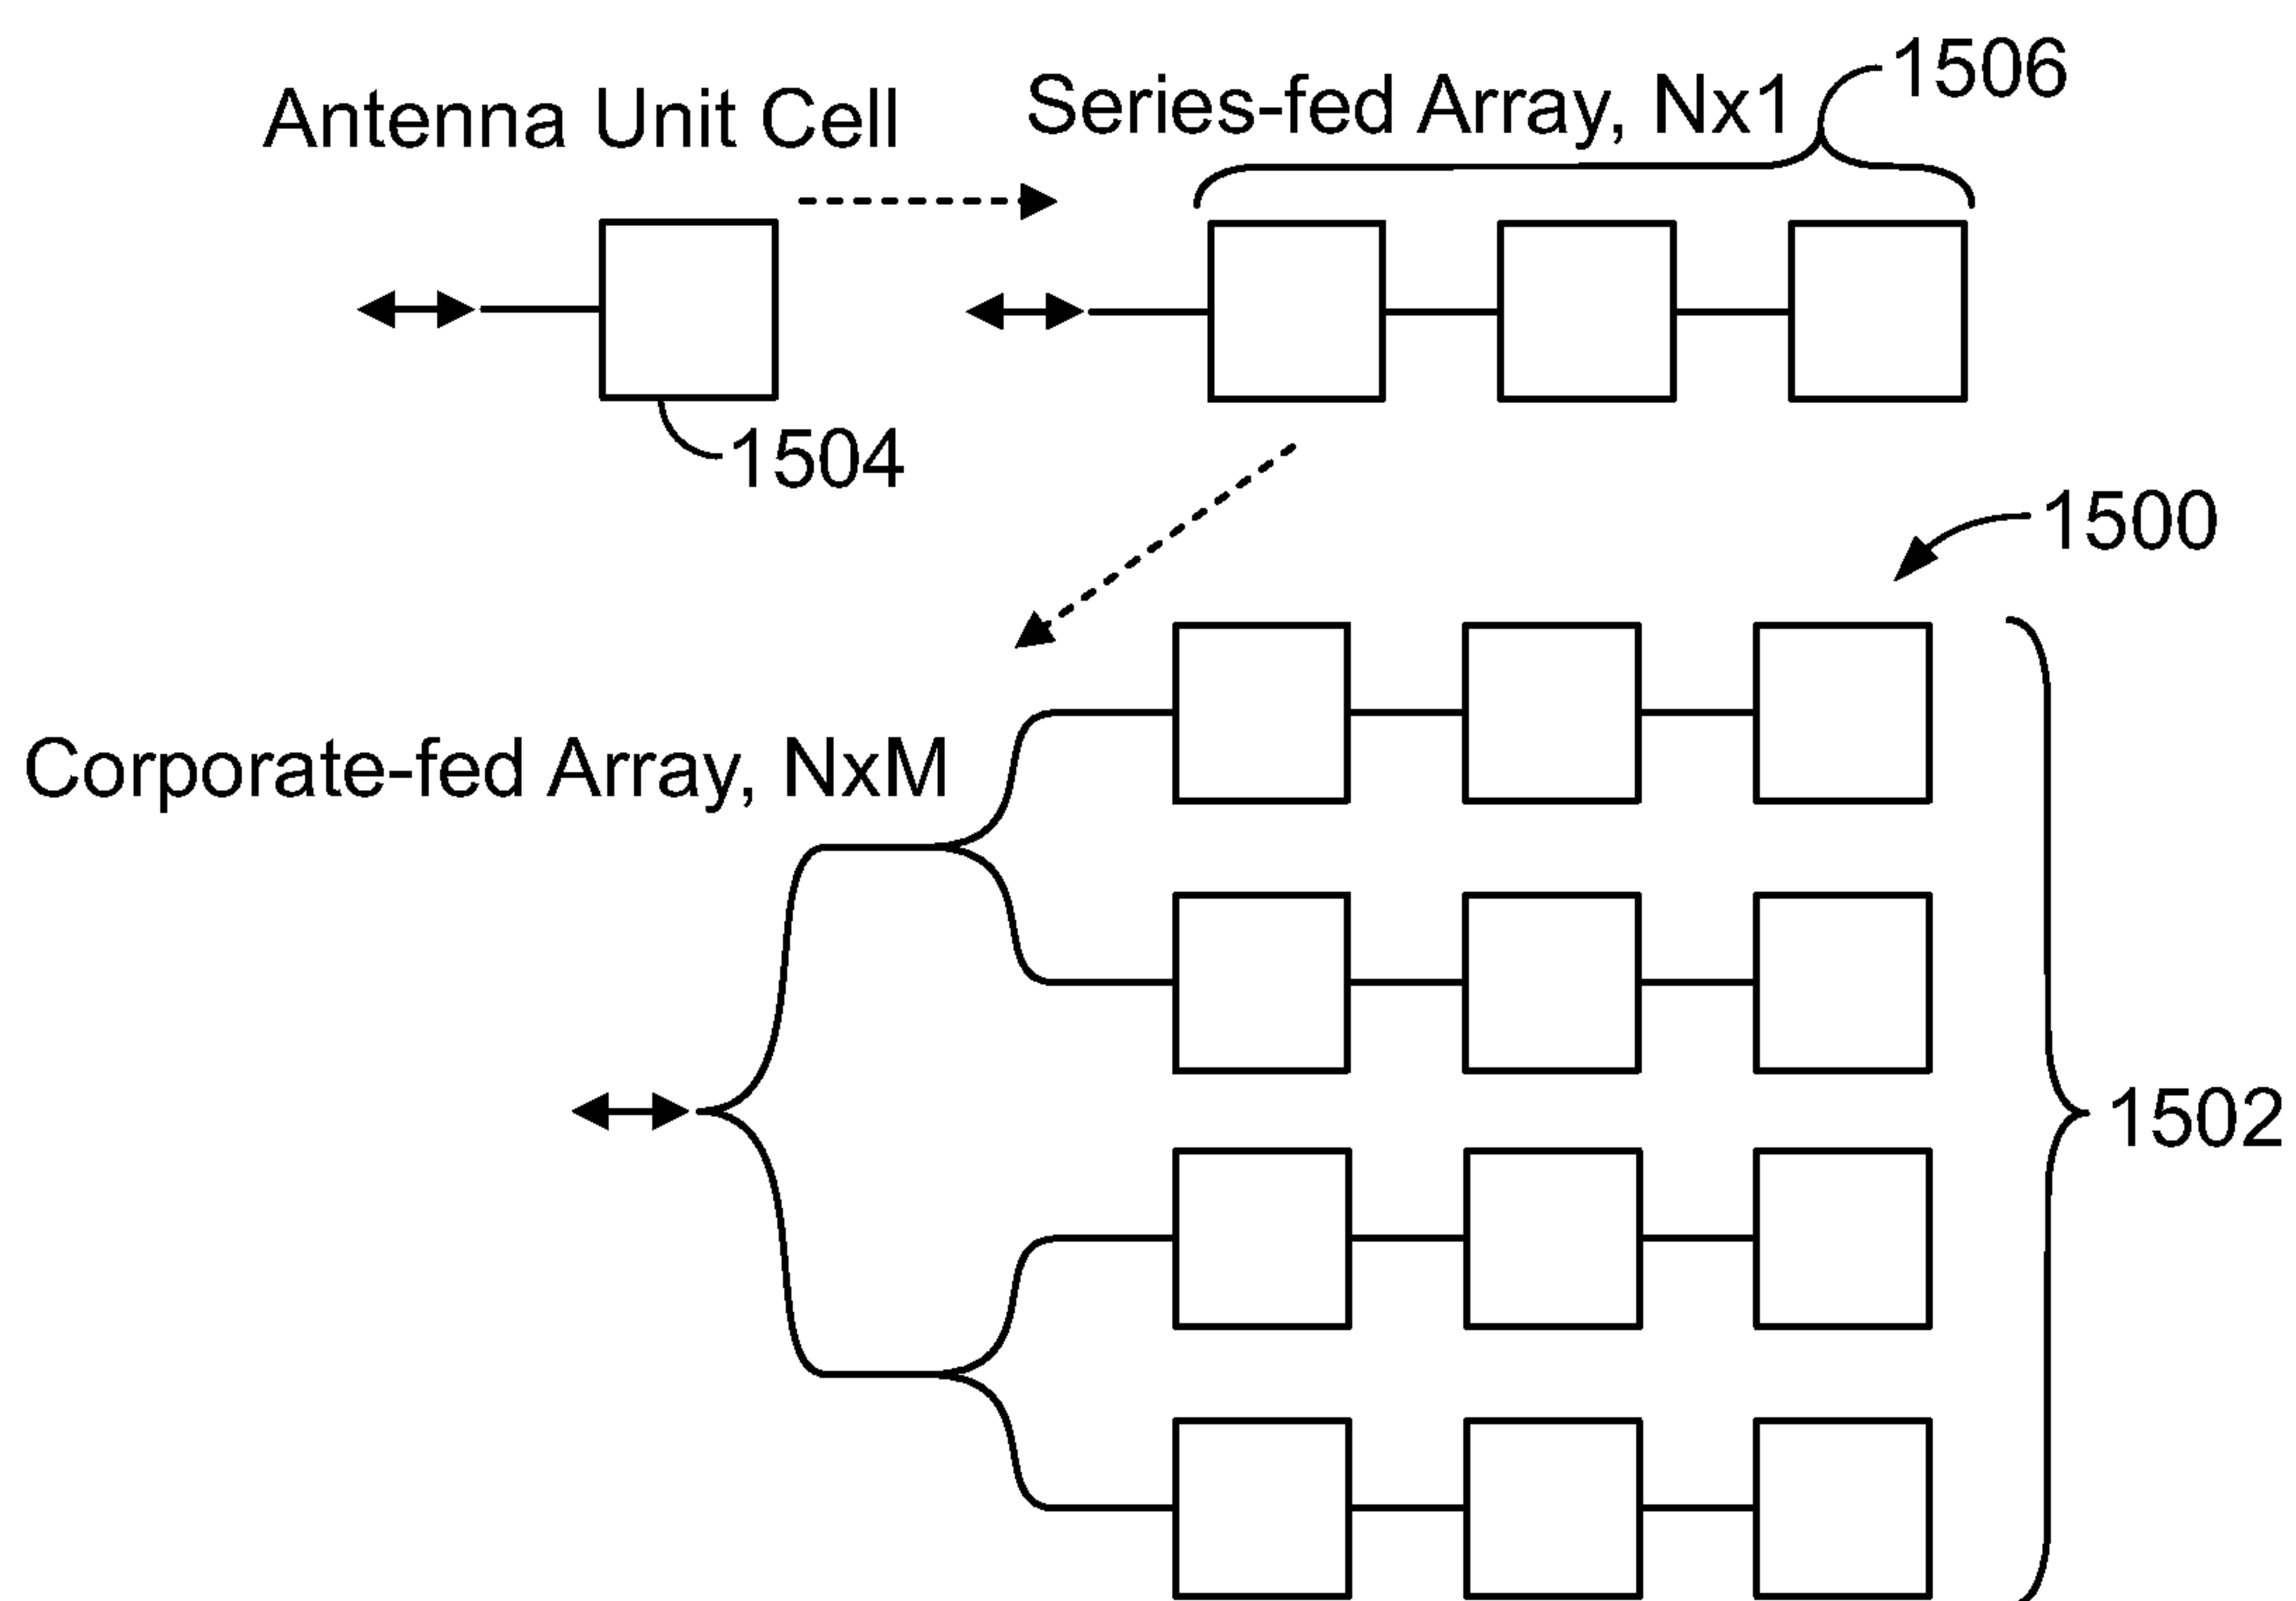 1506
Antenna Unit Cell
Series-fed Array, Nx1
1504
1500
Corporate-fed Array, NxM
1502